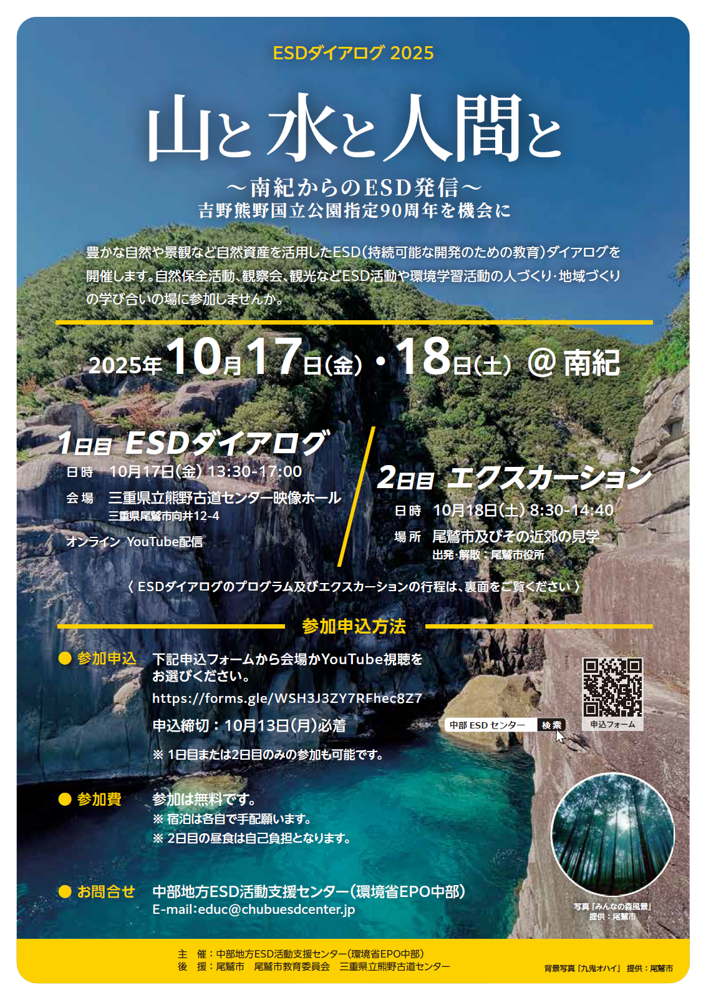 ESDダイアログ 2025
山と水と人間と
～南紀からのESD発信～
吉野熊野国立公園指定90周年を機会に
豊かな自然や景観など自然資産を活用したESD（持続可能な開発のための教育）ダイアログを
開催します。自然保全活動、観察会、観光などESD活動や環境学習活動の人づくり・地域づくり
の学び合いの場に参加しませんか。
2025年10月17日（金）・18日（土） @ 南紀
1日目 ESDダイアログ
日時 10月17日（金） 13:30-17:00
会場 三重県立熊野古道センター映像ホール
三重県尾鷲市向井12-4
オンライン YouTube配信
2日目 エクスカーション
日時 10月18日（土） 8:30-14:40
場所 尾鷲市及びその近郊の見学
出発・解散：尾鷲市役所
〈 ESDダイアログのプログラム及びエクスカーションの行程は、裏面をご覧ください 〉
参加申込方法
● 参加申込 下記申込フォームから会場かYouTube視聴を
お選びください。
https://forms.gle/WSH3J3ZY7RFhec8Z7
申込締切：10月13日（月）必着
※ 1日目または2日目のみの参加も可能です。
中部 ESD センター 検索
申込フォーム
● 参加費 参加は無料です。
※ 宿泊は各自で手配願います。
※ 2日目の昼食は自己負担となります。
● お問合せ 中部地方ESD活動支援センター（環境省EPO中部）
E-mail:educ@chubuesdcenter.jp
写真「みんなの森風景」
提供：尾鷲市
主　催：中部地方ESD活動支援センター（環境省EPO中部）
後　援：尾鷲市　尾鷲市教育委員会　三重県立熊野古道センター
背景写真「九鬼オハイ」 提供：尾鷲市